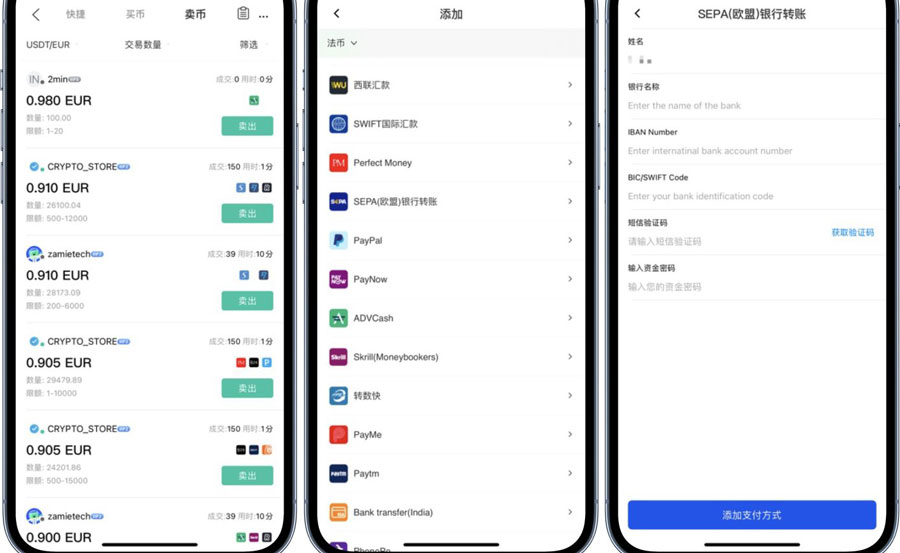 快捷 买币 卖币 ...
USDT/EUR 交易数量 筛选
IN 2min 成交:0 用时:0分
0.980 EUR
数量: 100.00
限额: 1-20
卖出
CRYPTO_STORE 成交:150 用时:1分
0.910 EUR
数量: 26100.04
限额: 500-12000
卖出
zamietech 成交:39 用时:10分
0.910 EUR
数量: 28173.09
限额: 200-6000
卖出
CRYPTO_STORE 成交:150 用时:1分
0.905 EUR
数量: 29479.89
限额: 1-10000
卖出
CRYPTO_STORE 成交:150 用时:1分
0.905 EUR
数量: 24201.86
限额: 500-15000
卖出
zamietech 成交:39 用时:10分
0.900 EUR
添加
法币
WU 西联汇款
SWIFT国际汇款
PM Perfect Money
SEPA SEPA(欧盟)银行转账
PayPal
PAY NOW PayNow
ADVCash
Skrill Skrill(Moneybookers)
转数快
PayMe
Paytm Paytm
Bank transfer(India)
PhonePe
SEPA(欧盟)银行转账
姓名
银行名称
Enter the name of the bank
IBAN Number
Enter internatinal bank account number
BIC/SWIFT Code
Enter your bank identification code
短信验证码
请输入短信验证码 获取验证码
输入资金密码
输入您的资金密码
添加支付方式